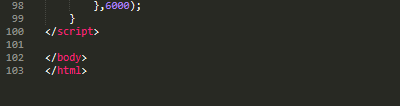 98 },6000);
99 }
100 </script>
101
102 </body>
103 </html>